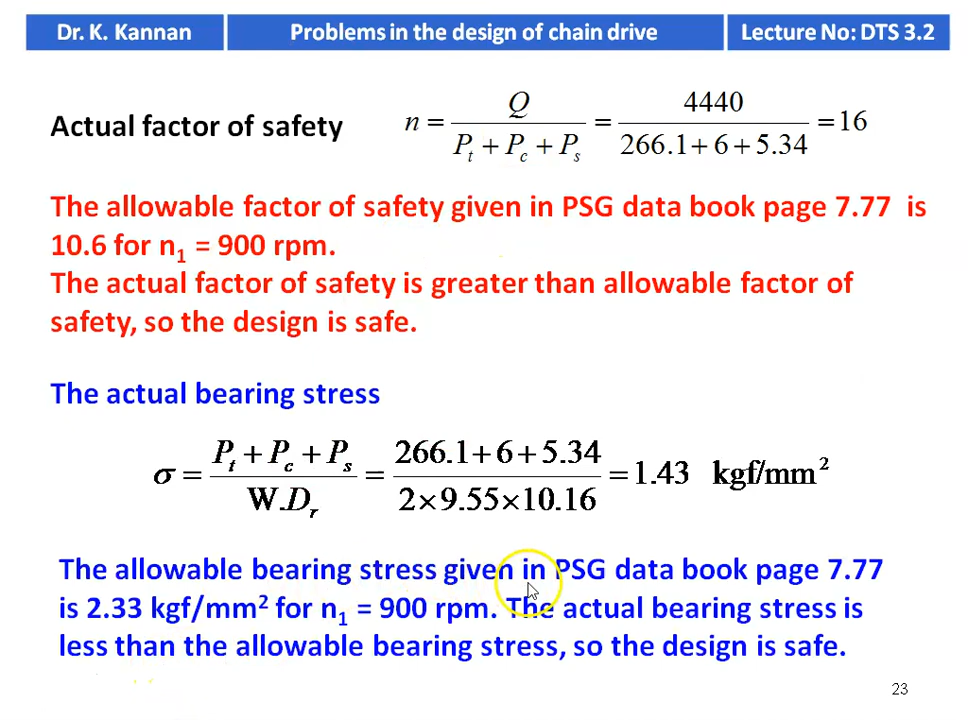 Dr. K. Kannan
Problems in the design of chain drive
Lecture No: DTS 3.2
Actual factor of safety n = Q / (Pt + Pc + Ps) = 4440 / (266.1+6+5.34) = 16
The allowable factor of safety given in PSG data book page 7.77 is
10.6 for n1 = 900 rpm.
The actual factor of safety is greater than allowable factor of
safety, so the design is safe.
The actual bearing stress
σ = (Pt + Pc + Ps) / (W.Dr) = (266.1+6+5.34) / (2×9.55×10.16) = 1.43 kgf/mm²
The allowable bearing stress given in PSG data book page 7.77
is 2.33 kgf/mm² for n1 = 900 rpm. The actual bearing stress is
less than the allowable bearing stress, so the design is safe.
23